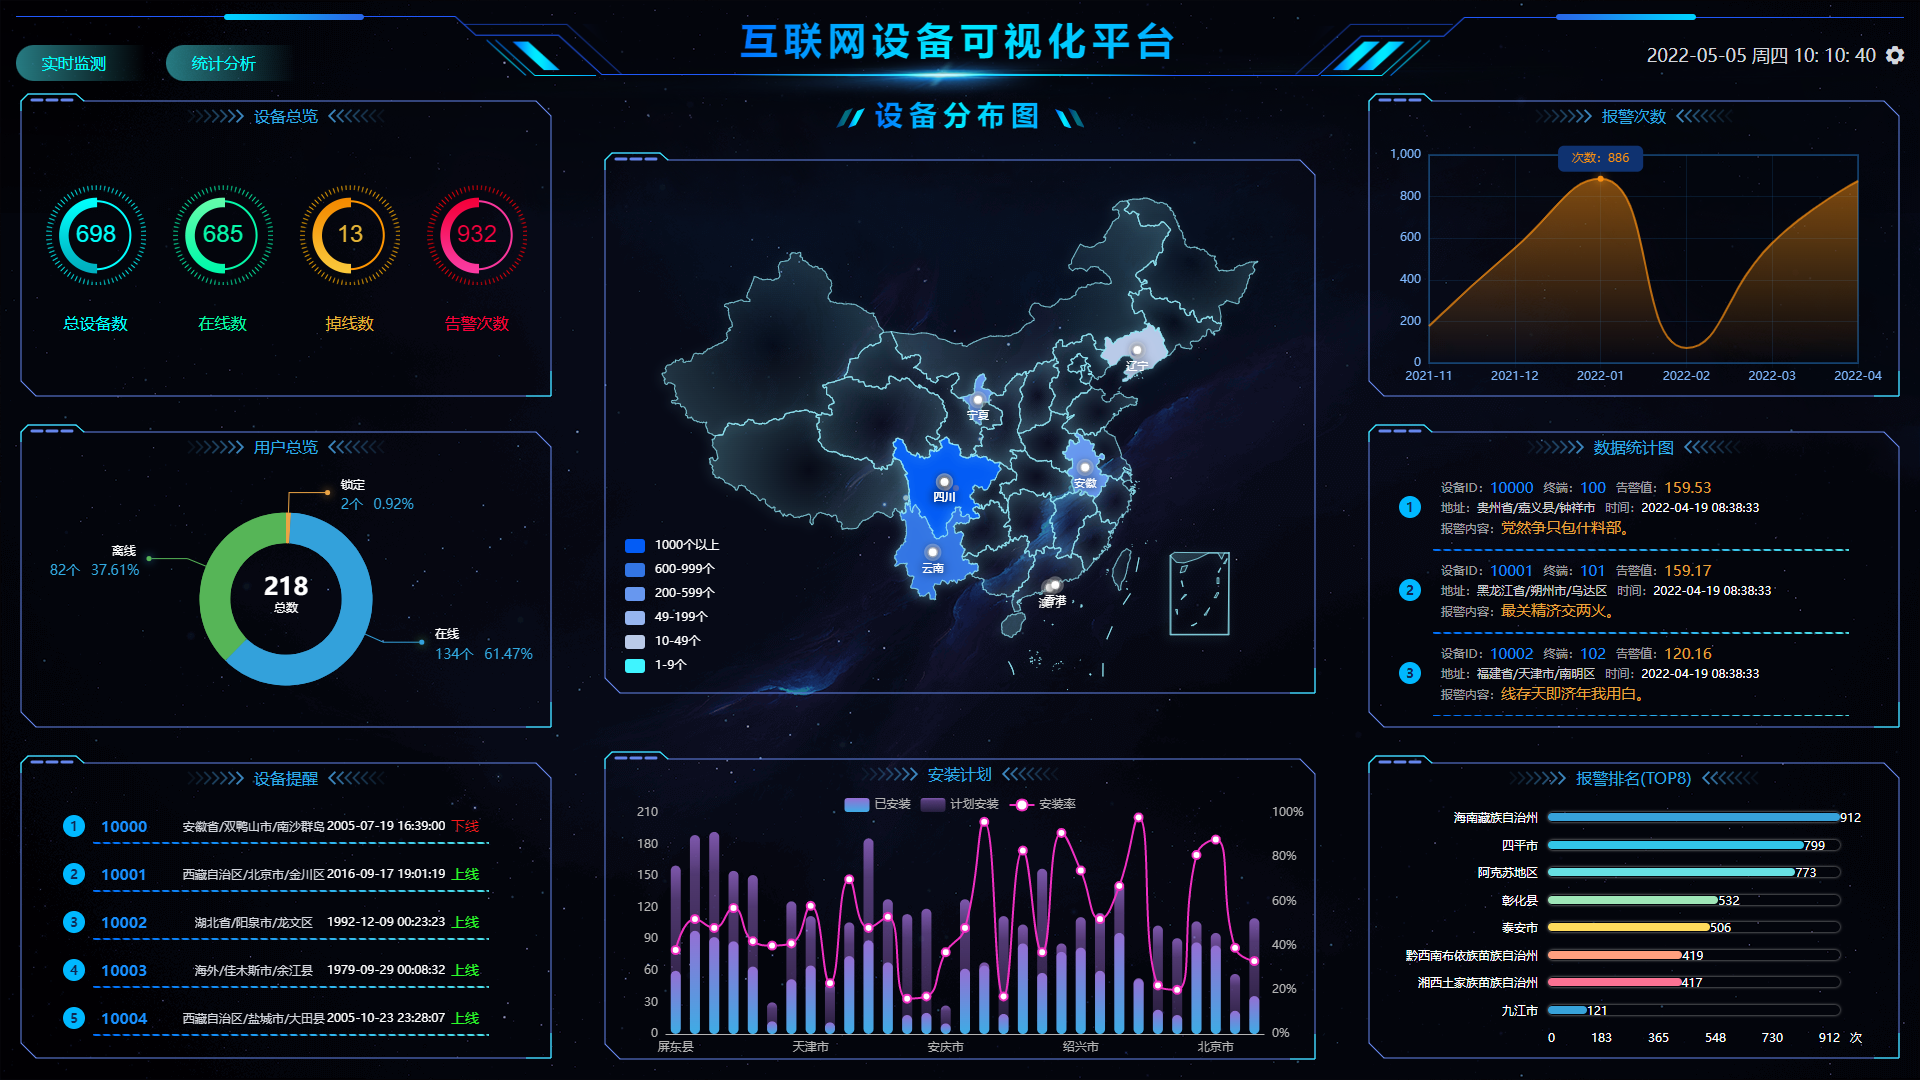 互联网设备可视化平台
实时监测
统计分析
2022-05-05 周四 10: 10: 40
设备总览
698
685
13
932
总设备数
在线数
掉线数
告警次数
用户总览
锁定
2个 0.92%
离线
82个 37.61%
218
总数
在线
134个 61.47%
设备提醒
1 10000 安徽省/双鸭山市/南沙群岛 2005-07-19 16:39:00 下线
2 10001 西藏自治区/北京市/金川区 2016-09-17 19:01:19 上线
3 10002 湖北省/阳泉市/龙文区 1992-12-09 00:23:23 上线
4 10003 海外/佳木斯市/余江县 1979-09-29 00:08:32 上线
5 10004 西藏自治区/盐城市/大田县 2005-10-23 23:28:07 上线
设备分布图
辽宁
宁夏
安徽
四川
云南
香港
1000个以上
600-999个
200-599个
49-199个
10-49个
1-9个
安装计划
已安装 计划安装 安装率
210
180
150
120
90
60
30
0
100%
80%
60%
40%
20%
0%
屏东县 天津市 安庆市 绍兴市 北京市
报警次数
次数: 886
1,000
800
600
400
200
0
2021-11 2021-12 2022-01 2022-02 2022-03 2022-04
数据统计图
1
设备ID: 10000 终端: 100 告警值: 159.53
地址: 贵州省/嘉义县/钟祥市 时间: 2022-04-19 08:38:33
报警内容: 党然争只包什料部。
2
设备ID: 10001 终端: 101 告警值: 159.17
地址: 黑龙江省/朔州市/乌达区 时间: 2022-04-19 08:38:33
报警内容: 最关精济交两火。
3
设备ID: 10002 终端: 102 告警值: 120.16
地址: 福建省/天津市/南明区 时间: 2022-04-19 08:38:33
报警内容: 线存天即济年我用白。
报警排名(TOP8)
海南藏族自治州 912
四平市 799
阿克苏地区 773
彰化县 532
泰安市 506
黔西南布依族苗族自治州 419
湘西土家族苗族自治州 417
九江市 121
0 183 365 548 730 912 次